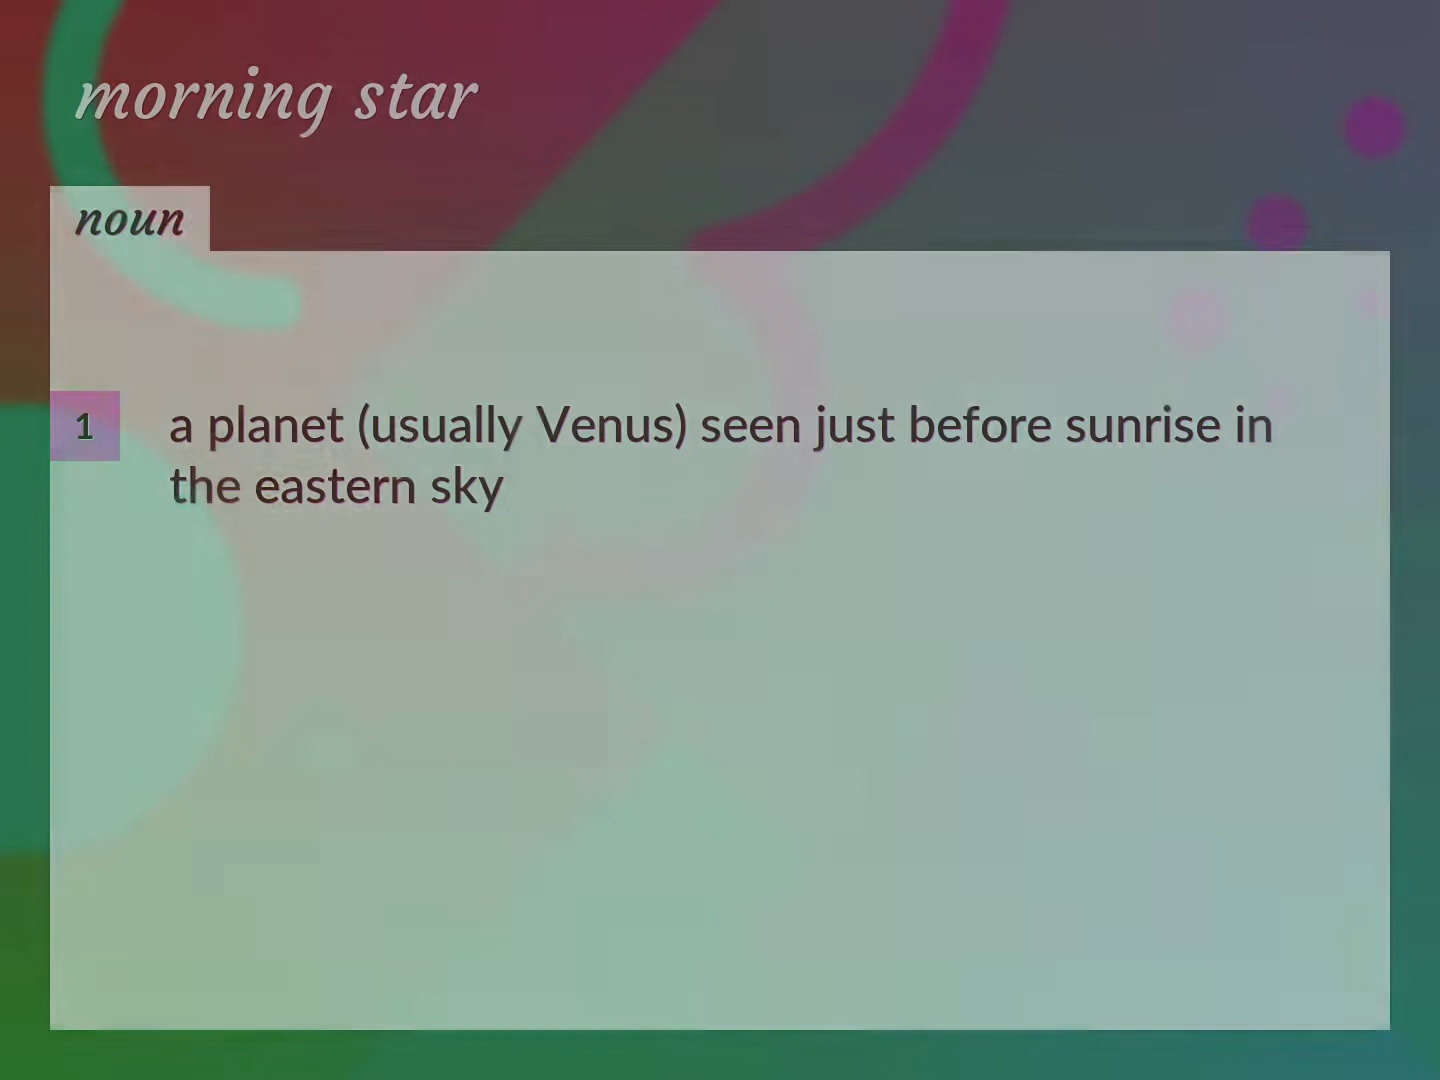 morning star
noun
1
a planet (usually Venus) seen just before sunrise in
the eastern sky